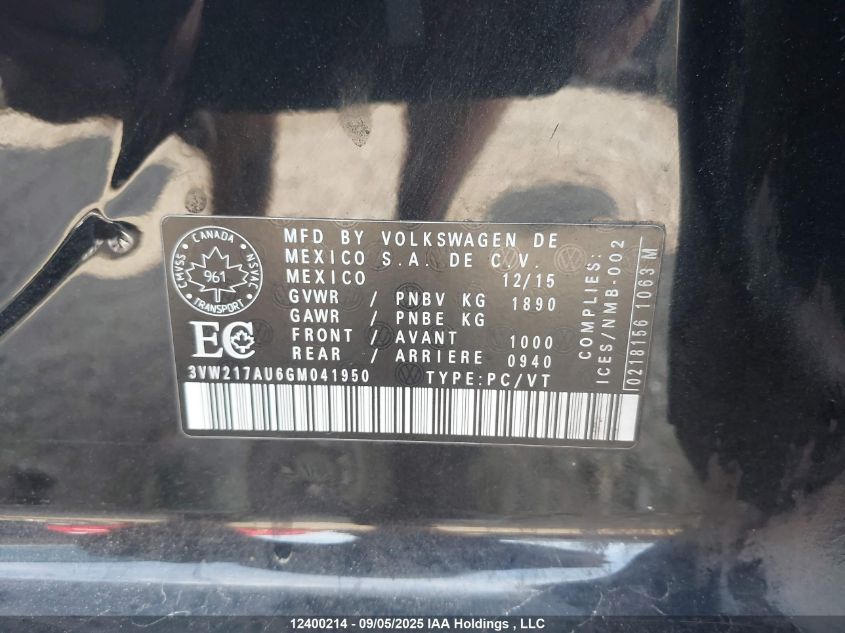 CANADA
CMVSS
NSVAC
961
TRANSPORT
EC
MFD BY VOLKSWAGEN DE
MEXICO S.A. DE C.V.
MEXICO 12/15
GVWR / PNBV KG 1890
GAWR / PNBE KG
FRONT / AVANT 1000
REAR / ARRIERE 0940
3VW217AU6GM041950 TYPE:PC/VT
COMPLIES:
ICES/NMB-002
0218156 1063 M
12400214 - 09/05/2025 IAA Holdings , LLC